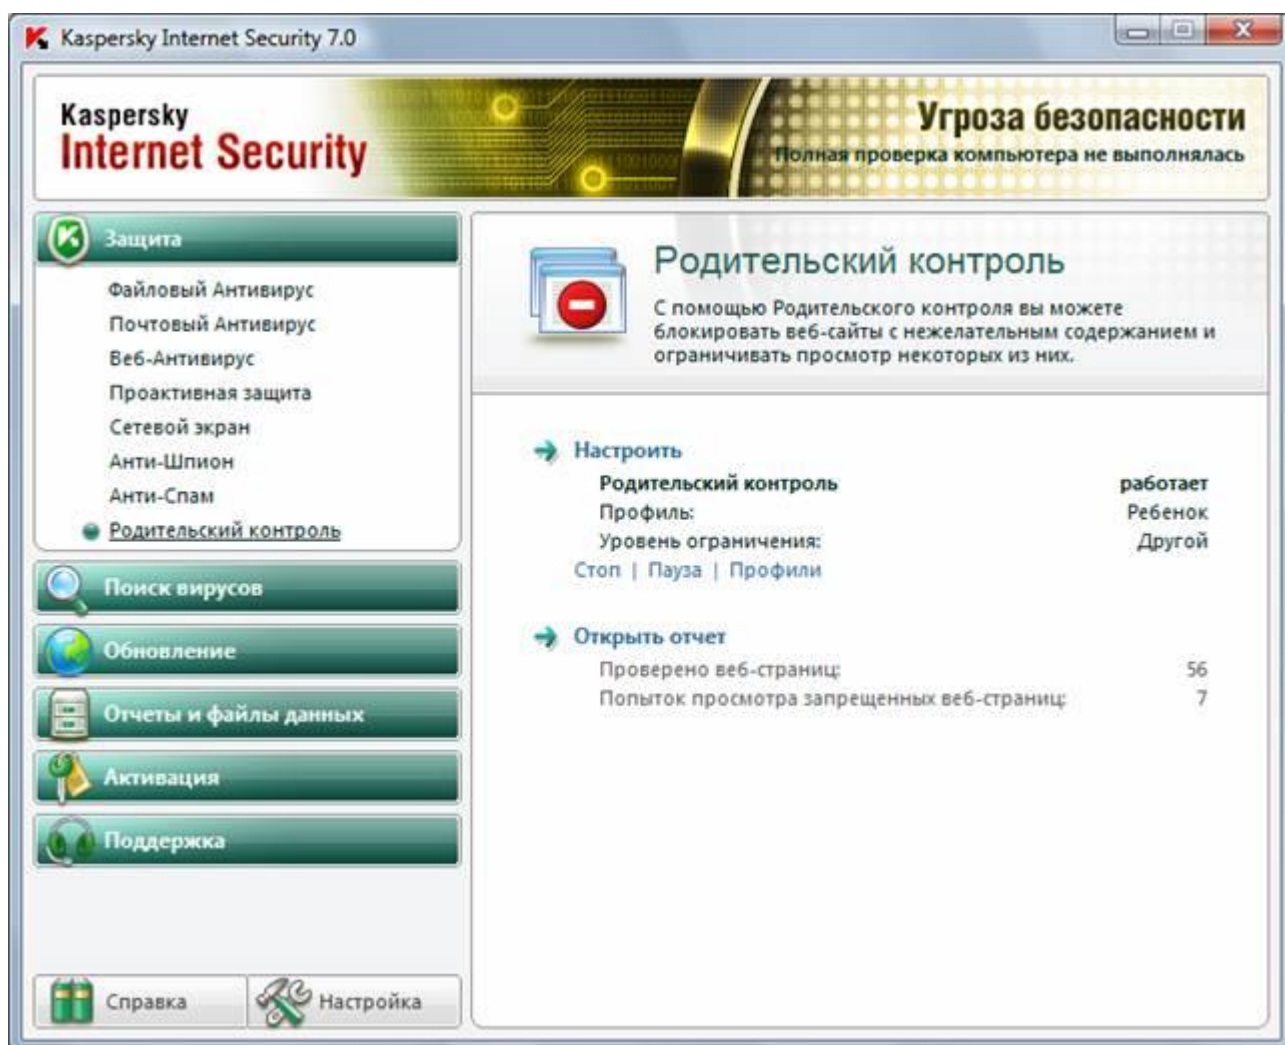 Kaspersky Internet Security 7.0
Kaspersky
Internet Security
Угроза безопасности
Полная проверка компьютера не выполнялась
Защита
Файловый Антивирус
Почтовый Антивирус
Веб-Антивирус
Проактивная защита
Сетевой экран
Анти-Шпион
Анти-Спам
Родительский контроль
Поиск вирусов
Обновление
Отчеты и файлы данных
Активация
Поддержка
Справка
Настройка
Родительский контроль
С помощью Родительского контроля вы можете
блокировать веб-сайты с нежелательным содержанием и
ограничивать просмотр некоторых из них.
Настроить
Родительский контроль работает
Профиль: Ребенок
Уровень ограничения: Другой
Стоп | Пауза | Профили
Открыть отчет
Проверено веб-страниц: 56
Попыток просмотра запрещенных веб-страниц: 7